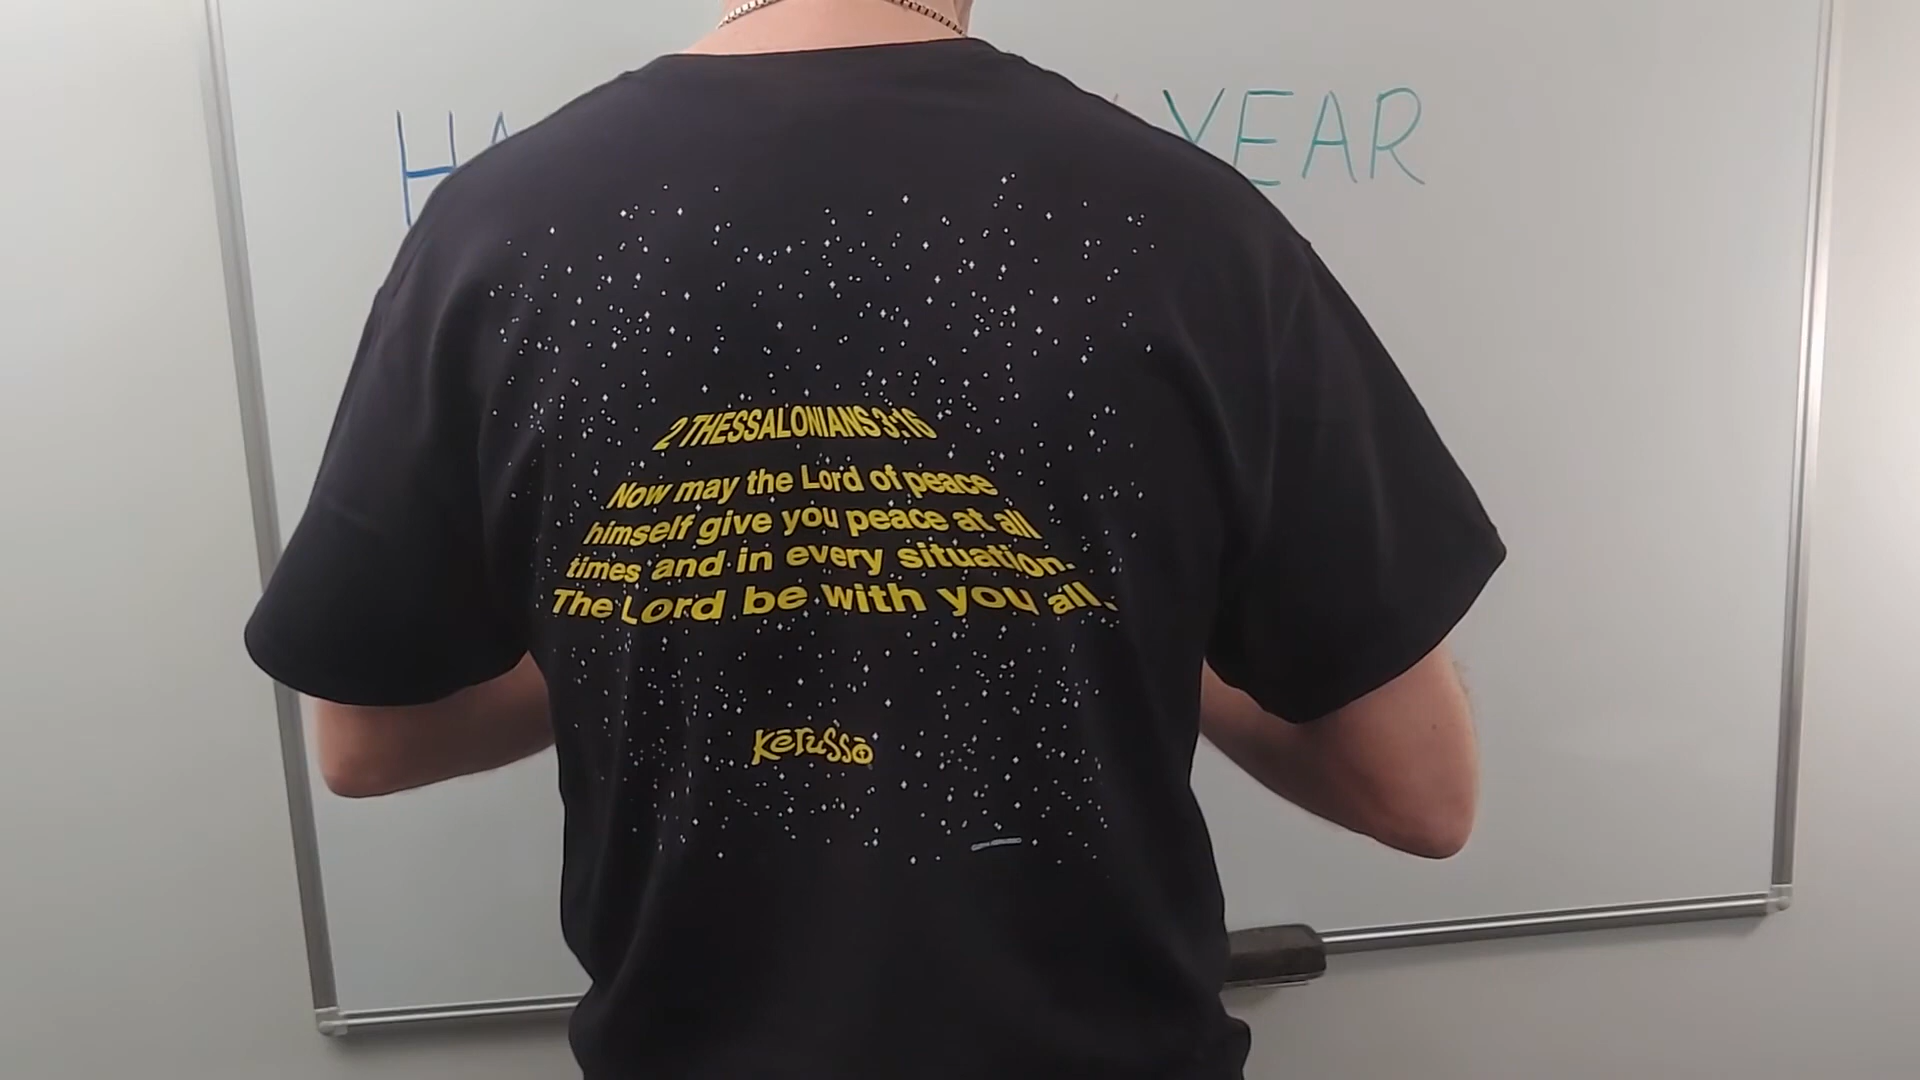 HA YEAR
2 THESSALONIANS 3:16
Now may the Lord of peace
himself give you peace at all
times and in every situation.
The Lord be with you all.
Kerusso